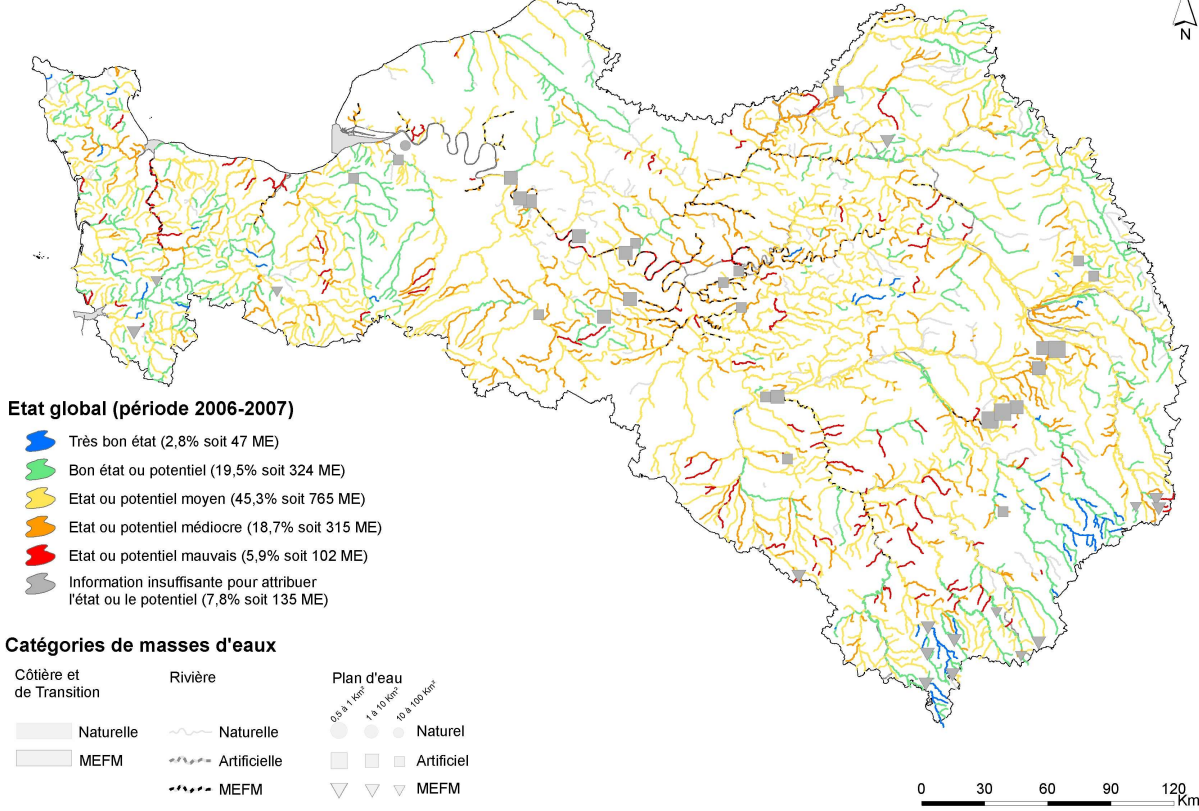 N
Etat global (période 2006-2007)
Très bon état (2,8% soit 47 ME)
Bon état ou potentiel (19,5% soit 324 ME)
Etat ou potentiel moyen (45,3% soit 765 ME)
Etat ou potentiel médiocre (18,7% soit 315 ME)
Etat ou potentiel mauvais (5,9% soit 102 ME)
Information insuffisante pour attribuer
l'état ou le potentiel (7,8% soit 135 ME)
Catégories de masses d'eaux
Côtière et
de Transition
Naturelle
MEFM
Rivière
Naturelle
Artificielle
MEFM
Plan d'eau
0,5 à 1 Km²
1 à 10 Km²
10 à 100 Km²
Naturel
Artificiel
MEFM
0 30 60 90 120
Km